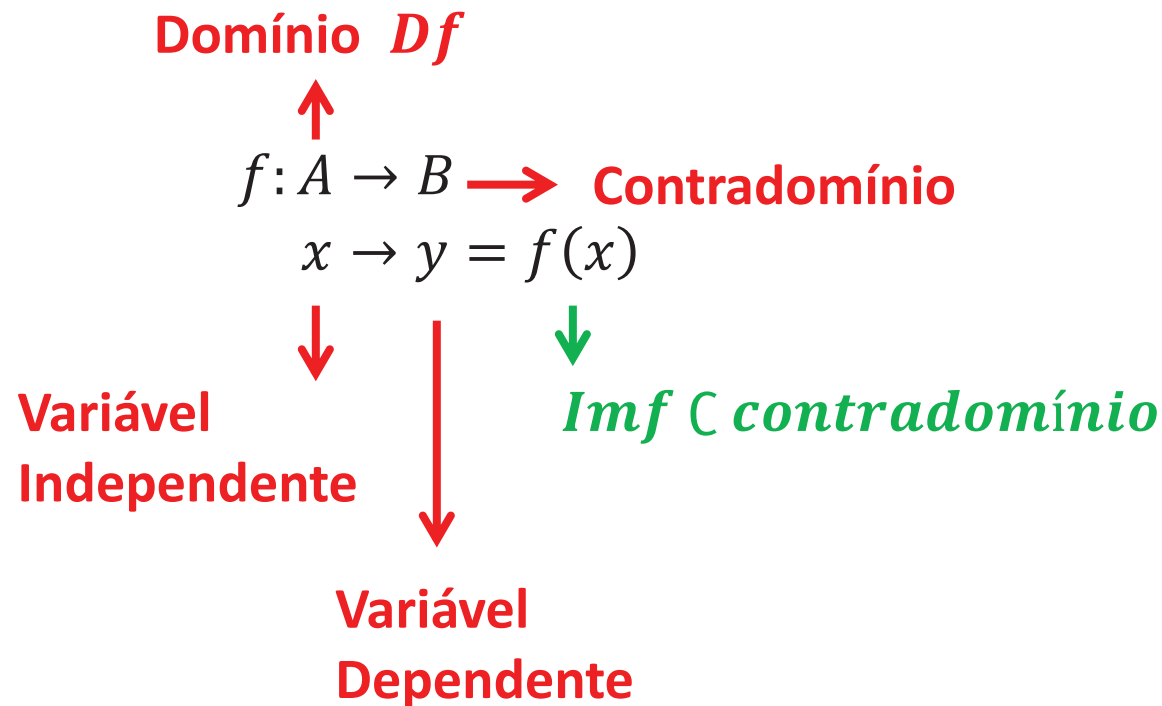 Domínio Df
f: A → B → Contradomínio
x → y = f(x)
Variável
Independente
Imf ⊂ contradomínio
Variável
Dependente